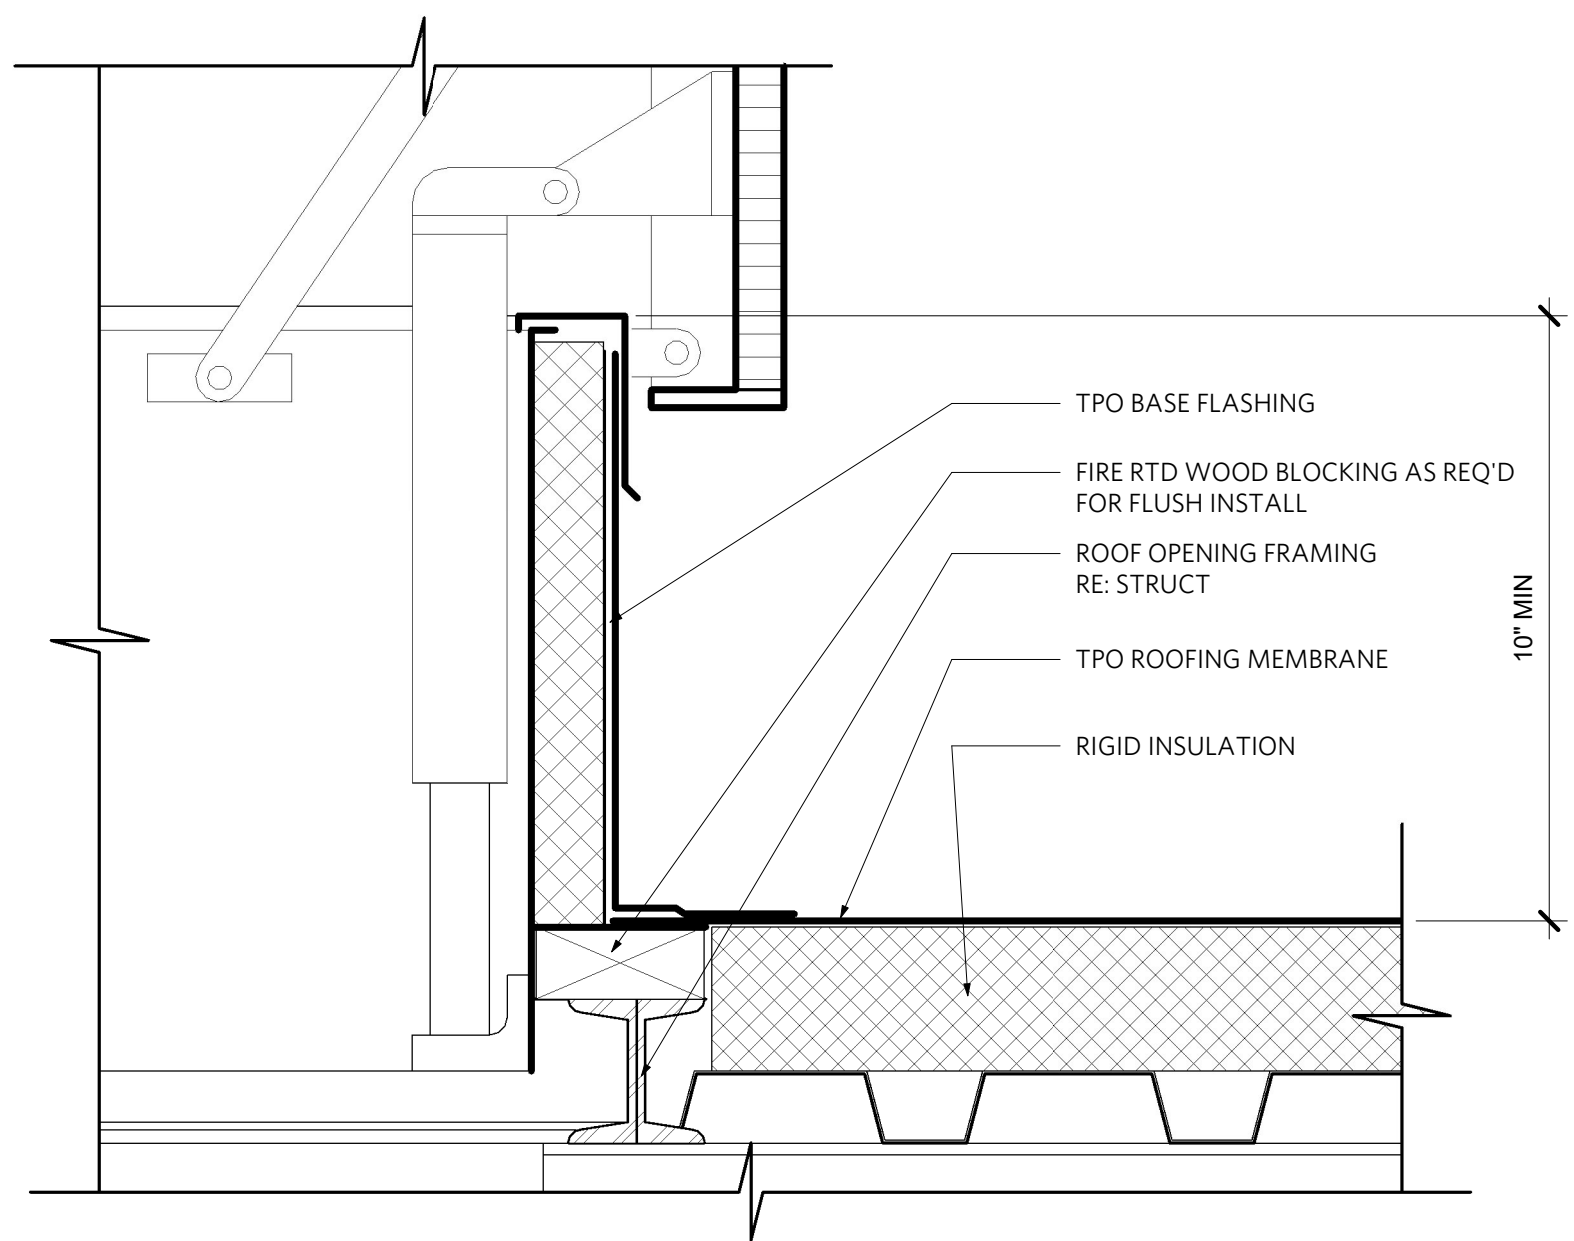 TPO BASE FLASHING
FIRE RTD WOOD BLOCKING AS REQ'D
FOR FLUSH INSTALL
ROOF OPENING FRAMING
RE: STRUCT
TPO ROOFING MEMBRANE
RIGID INSULATION
10" MIN